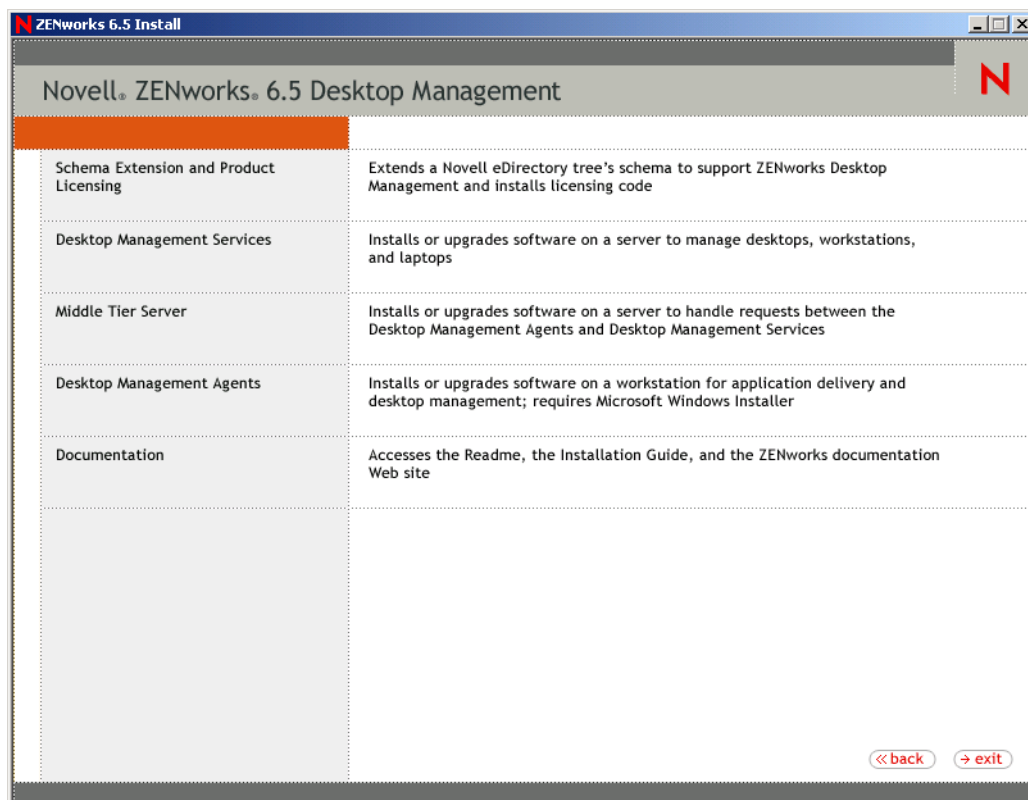 ZENworks 6.5 Install
Novell® ZENworks® 6.5 Desktop Management
N
Schema Extension and Product
Licensing
Extends a Novell eDirectory tree's schema to support ZENworks Desktop
Management and installs licensing code
Desktop Management Services
Installs or upgrades software on a server to manage desktops, workstations,
and laptops
Middle Tier Server
Installs or upgrades software on a server to handle requests between the
Desktop Management Agents and Desktop Management Services
Desktop Management Agents
Installs or upgrades software on a workstation for application delivery and
desktop management; requires Microsoft Windows Installer
Documentation
Accesses the Readme, the Installation Guide, and the ZENworks documentation
Web site
back
exit